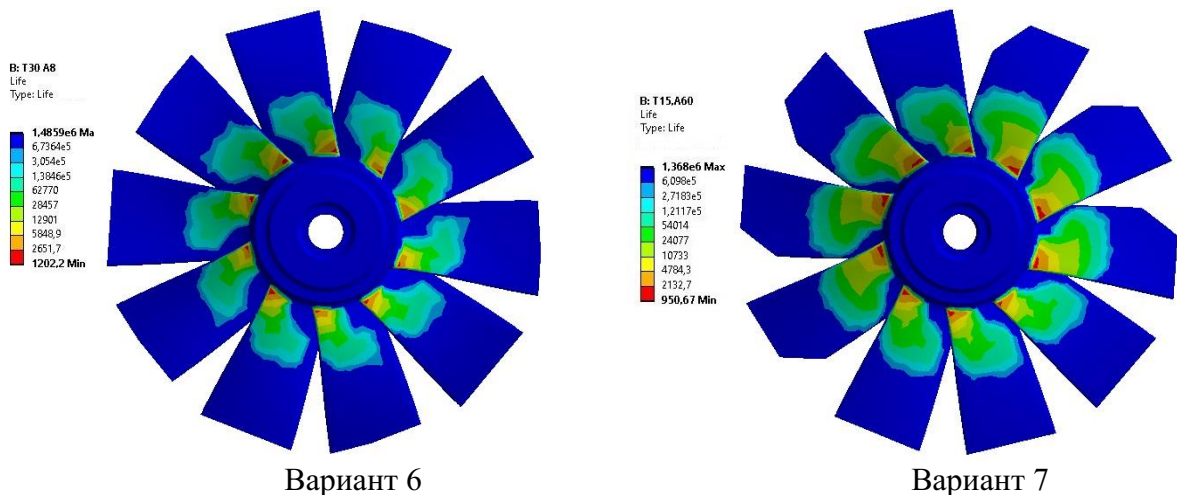 B: T30 A8
Life
Type: Life
1,4859e6 Ma
6,7364e5
3,054e5
1,3846e5
62770
28457
12901
5848,9
2651,7
1202,2 Min
Вариант 6
B: T15,A60
Life
Type: Life
1,368e6 Max
6,098e5
2,7183e5
1,2117e5
54014
24077
10733
4784,3
2132,7
950,67 Min
Вариант 7